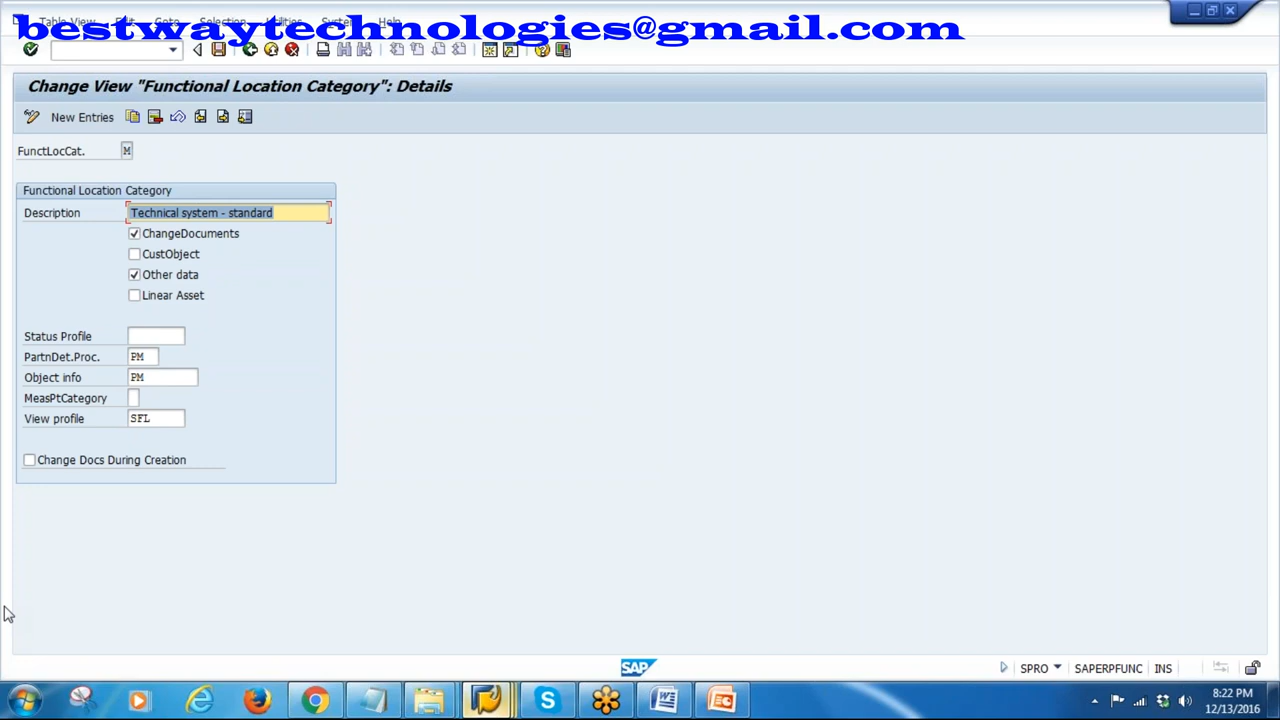 Table View Edit Goto Selection Utilities System Help
bestwaytechnologies@gmail.com
Change View "Functional Location Category": Details
New Entries
FunctLocCat. M
Functional Location Category
Description Technical system - standard
ChangeDocuments
CustObject
Other data
Linear Asset
Status Profile
PartnDet.Proc. PM
Object info PM
MeasPtCategory
View profile SFL
Change Docs During Creation
SAP SPRO SAPERPFUNC INS
8:22 PM
12/13/2016